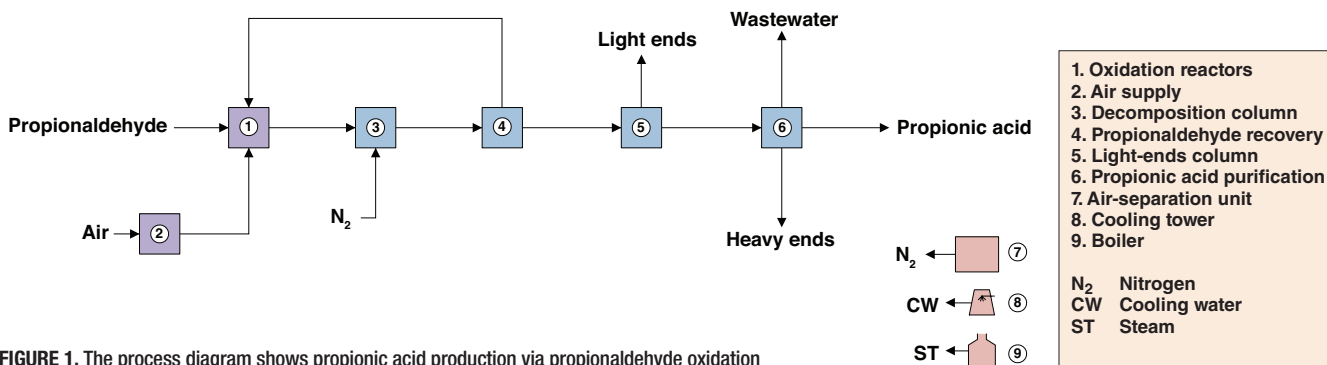 Wastewater
Light ends
Propionaldehyde
1
3
4
5
6
Propionic acid
Air
2
N2
Heavy ends
N2
7
CW
8
ST
9
1. Oxidation reactors
2. Air supply
3. Decomposition column
4. Propionaldehyde recovery
5. Light-ends column
6. Propionic acid purification
7. Air-separation unit
8. Cooling tower
9. Boiler
N2 Nitrogen
CW Cooling water
ST Steam
FIGURE 1. The process diagram shows propionic acid production via propionaldehyde oxidation